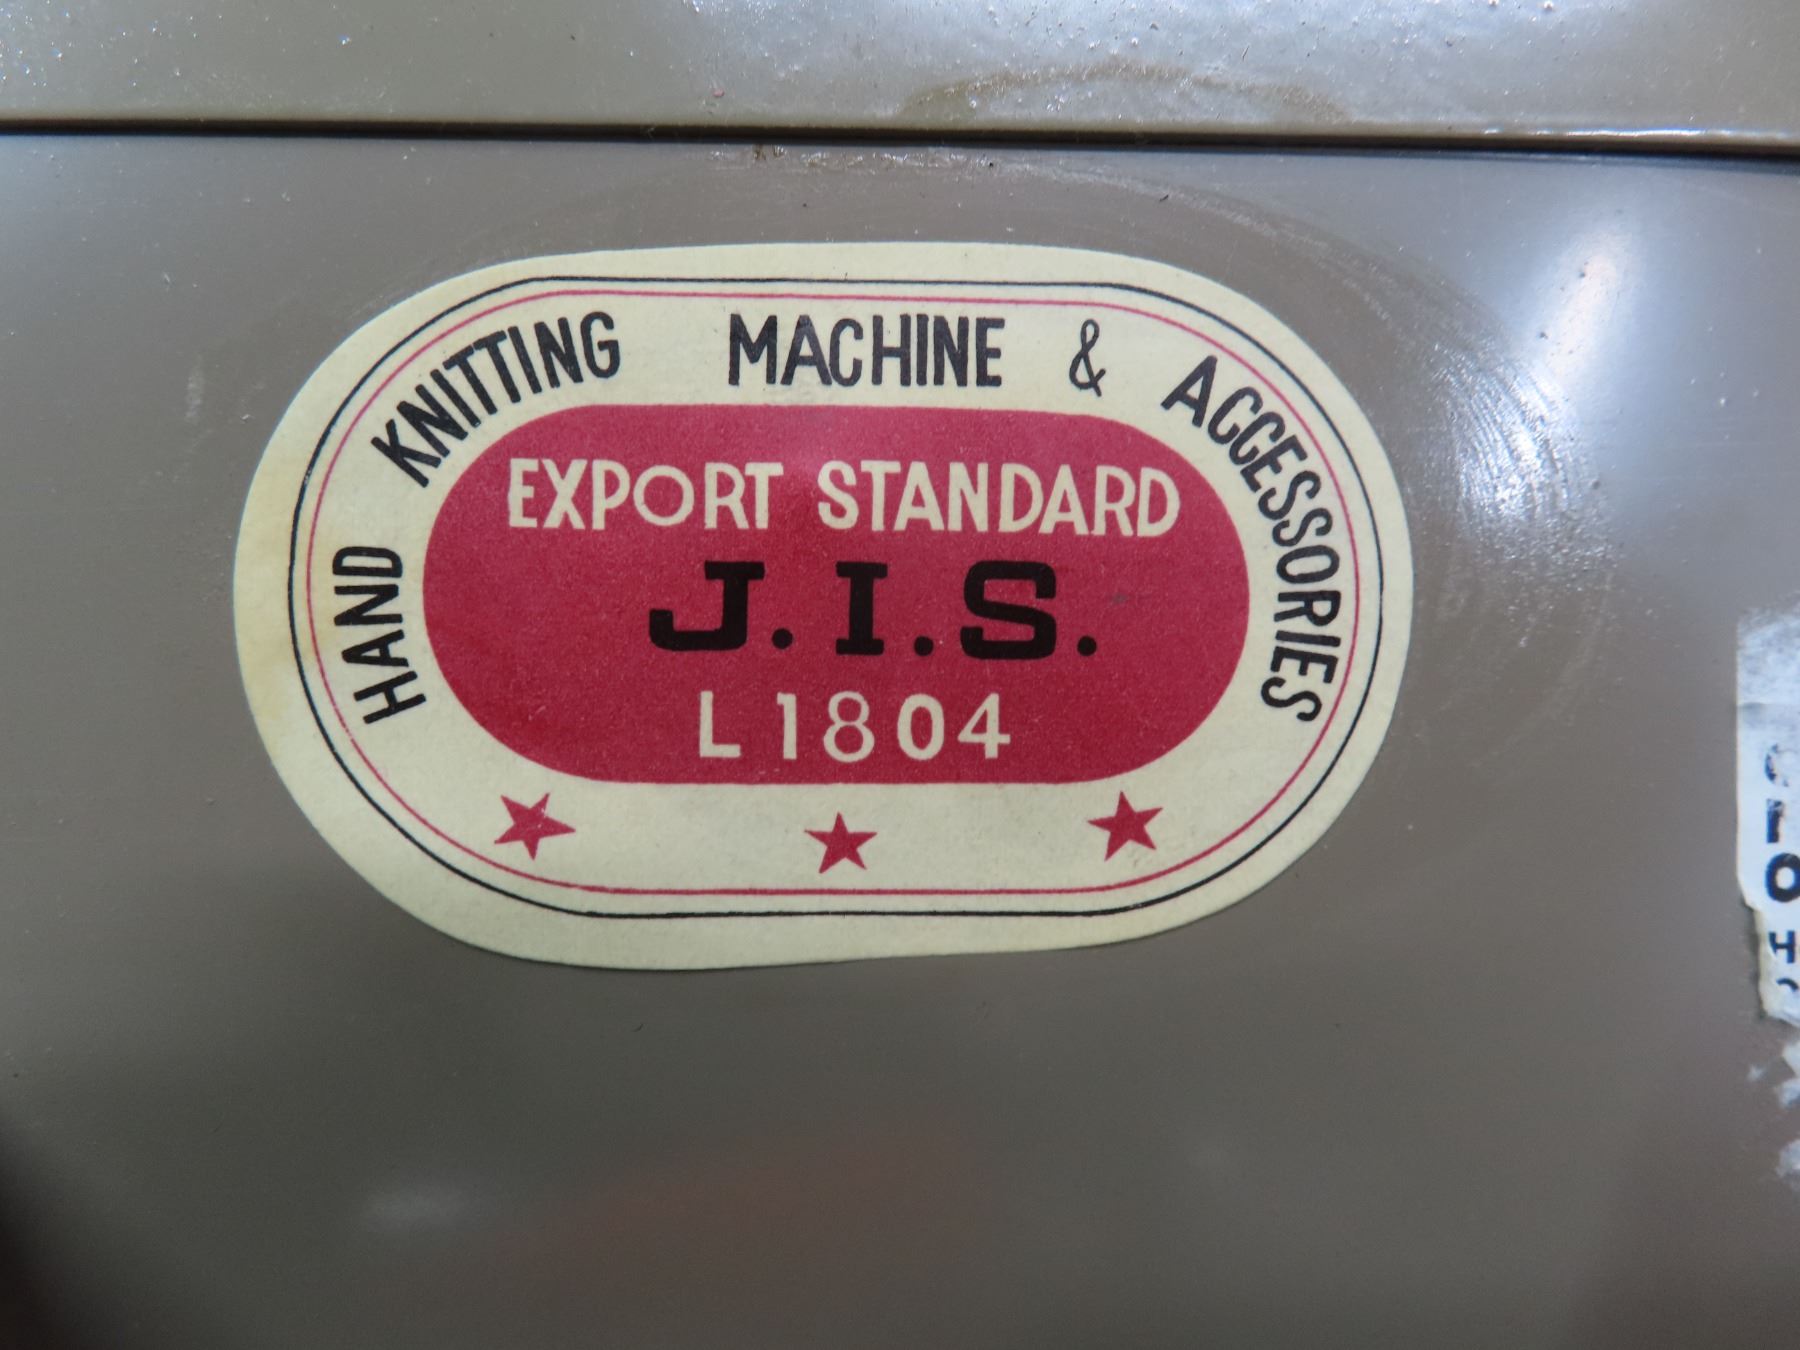 HAND KNITTING MACHINE & ACCESSORIES
EXPORT STANDARD
J.I.S.
L1804